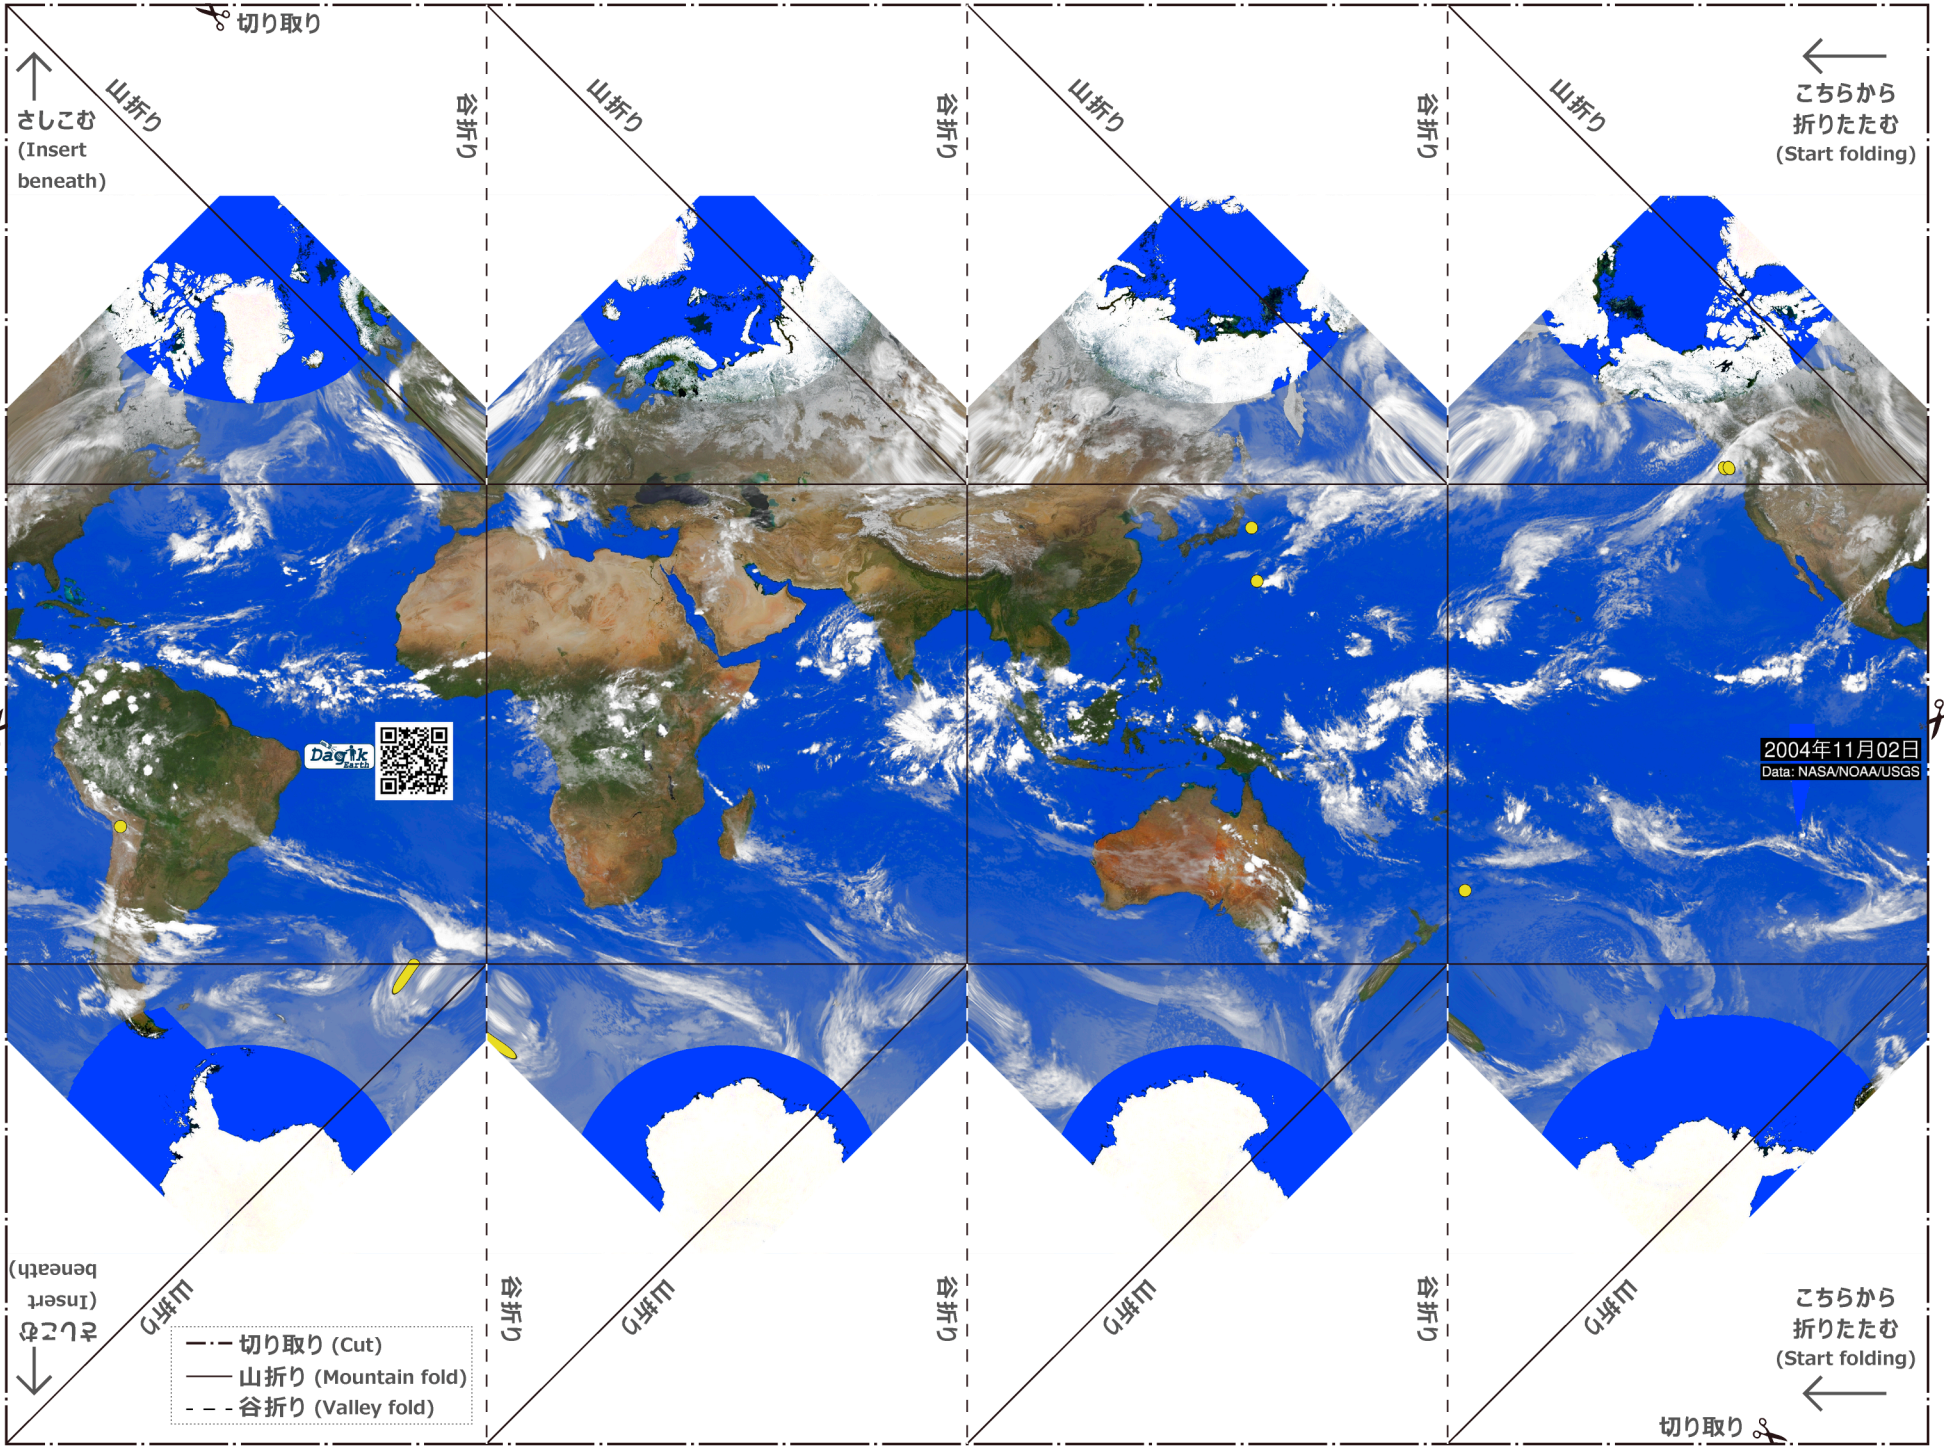 切り取り
山折り
谷折り
山折り
谷折り
山折り
谷折り
山折り
さしこむ
(Insert
beneath)
こちらから
折りたたむ
(Start folding)
Dagik
Earth
2004年11月02日
Data: NASA/NOAA/USGS
さしこむ
(Insert
beneath)
山折り
谷折り
山折り
谷折り
山折り
谷折り
山折り
こちらから
折りたたむ
(Start folding)
切り取り (Cut)
山折り (Mountain fold)
谷折り (Valley fold)
切り取り